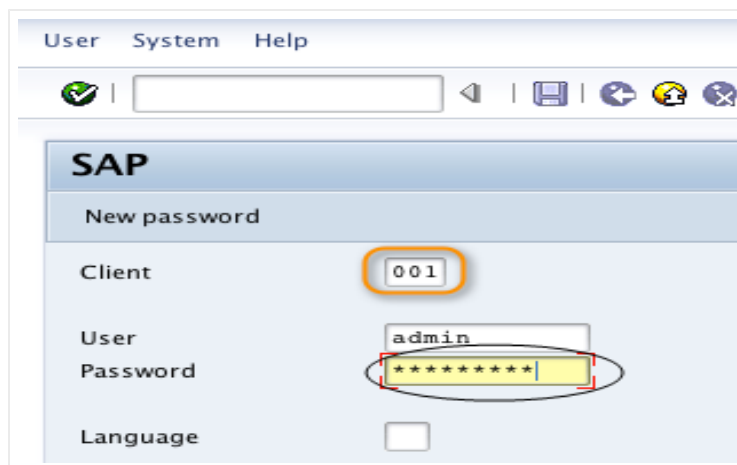 User System Help
SAP
New password
Client 001
User admin
Password *********
Language